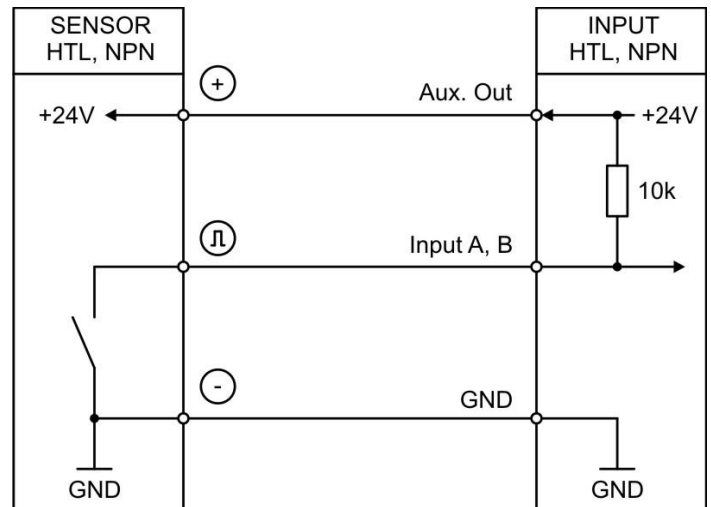 SENSOR
HTL, NPN
INPUT
HTL, NPN
+
Aux. Out
+24V
+24V
10k
Input A, B
-
GND
GND
GND